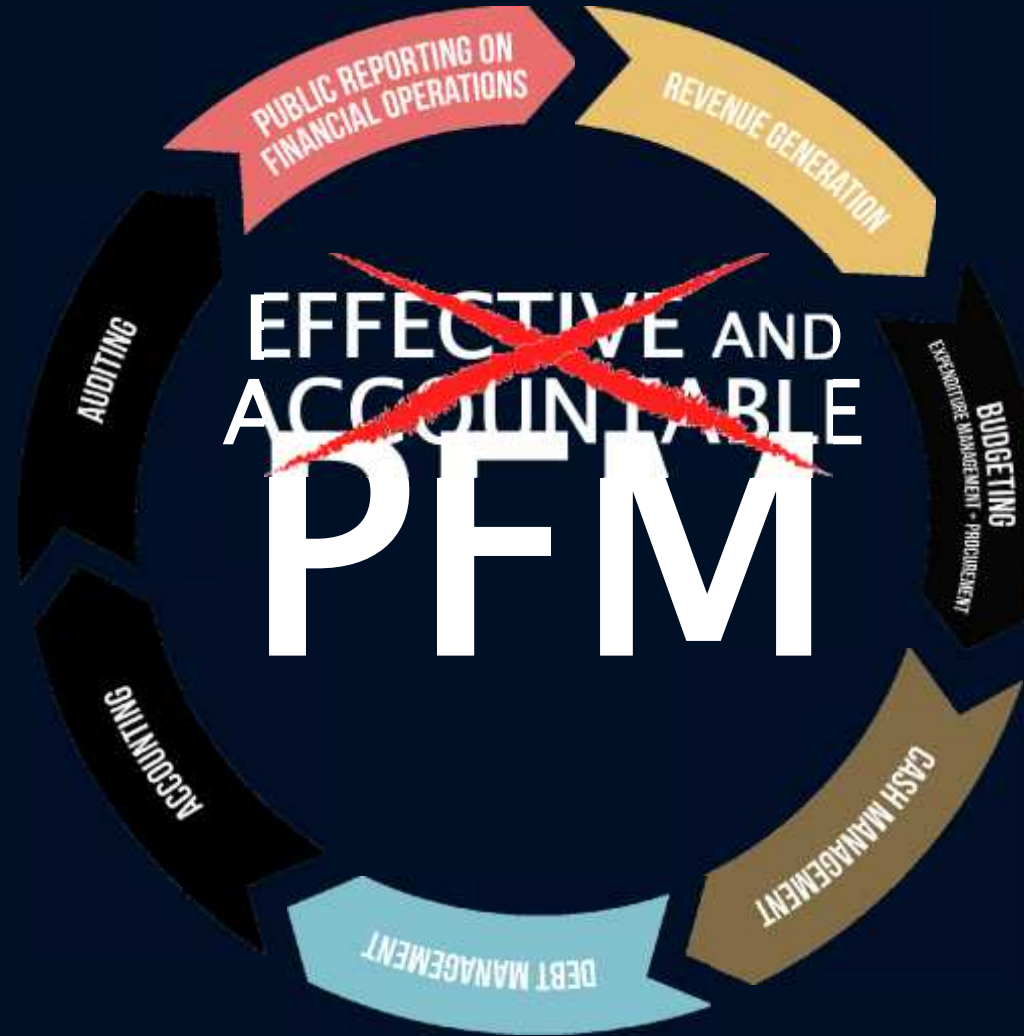 PUBLIC REPORTING ON
FINANCIAL OPERATIONS
REVENUE GENERATION
BUDGETING
EXPENDITURE MANAGEMENT • PROCUREMENT
CASH MANAGEMENT
DEBT MANAGEMENT
ACCOUNTING
AUDITING
EFFECTIVE AND
ACCOUNTABLE
PFM